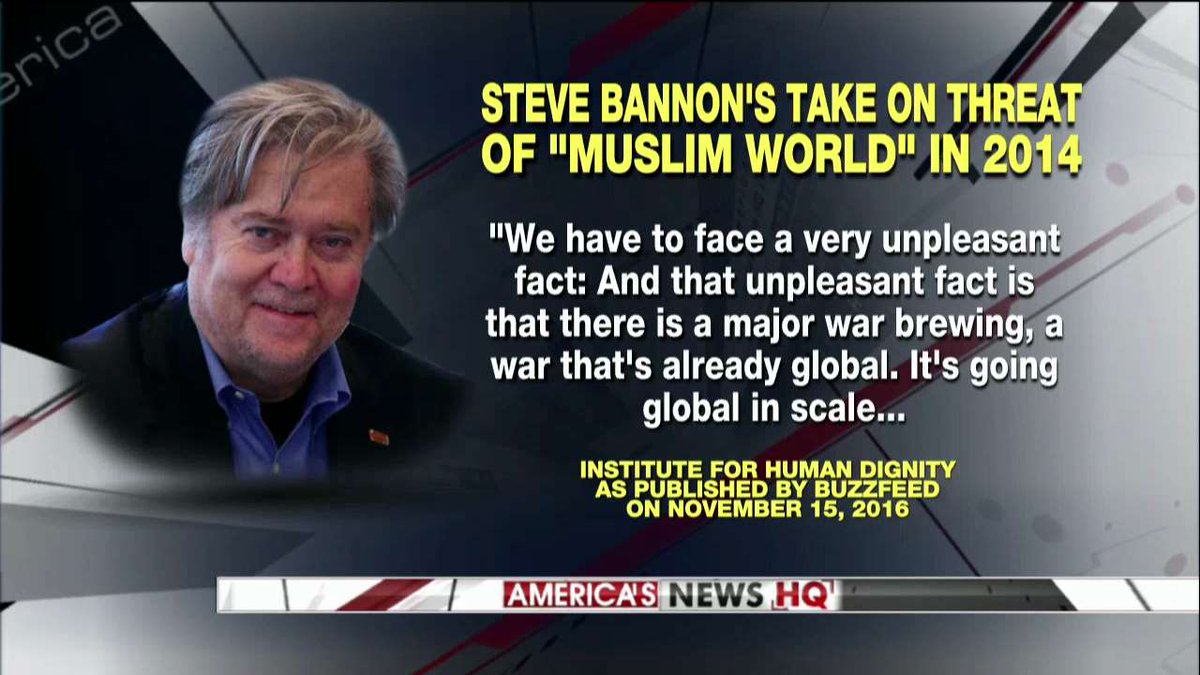 erica
STEVE BANNON'S TAKE ON THREAT
OF "MUSLIM WORLD" IN 2014
"We have to face a very unpleasant
fact: And that unpleasant fact is
that there is a major war brewing, a
war that's already global. It's going
global in scale...
INSTITUTE FOR HUMAN DIGNITY
AS PUBLISHED BY BUZZFEED
ON NOVEMBER 15, 2016
AMERICA'S NEWS HQ